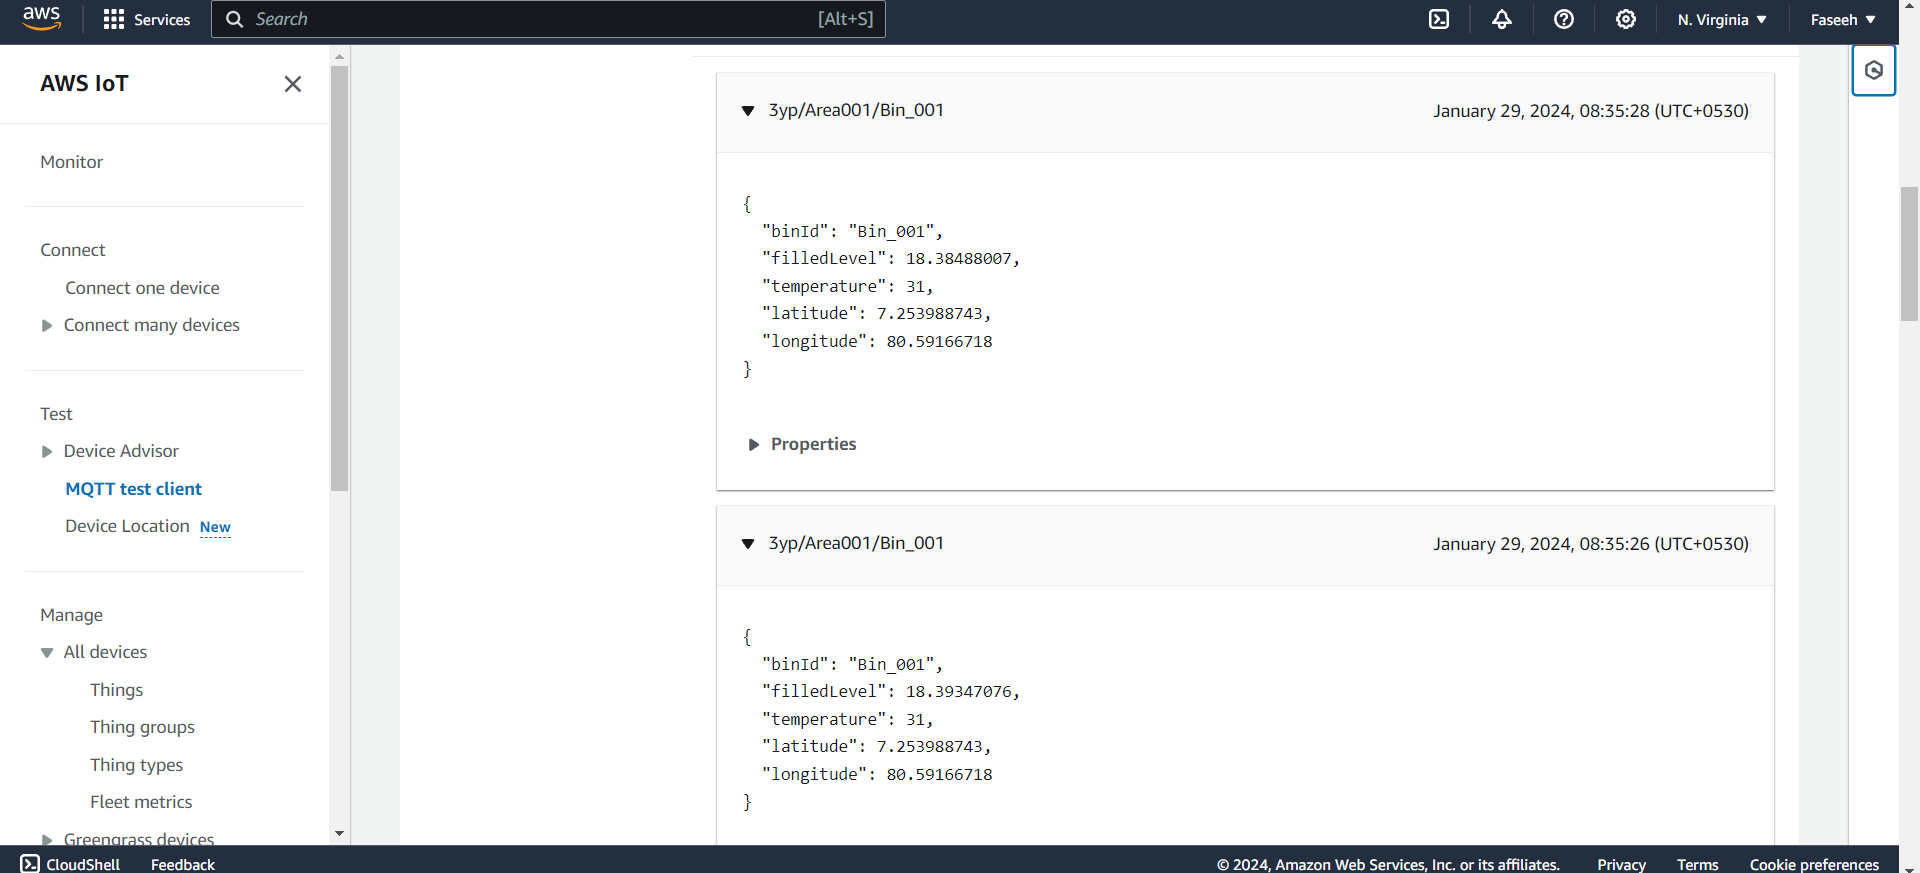 aws
Services
Search
[Alt+S]
N. Virginia
Faseeh
AWS IoT
Monitor
Connect
Connect one device
Connect many devices
Test
Device Advisor
MQTT test client
Device Location New
Manage
All devices
Things
Thing groups
Thing types
Fleet metrics
Greengrass devices
3yp/Area001/Bin_001
January 29, 2024, 08:35:28 (UTC+0530)
{
"binId": "Bin_001",
"filledLevel": 18.38488007,
"temperature": 31,
"latitude": 7.253988743,
"longitude": 80.59166718
}
Properties
3yp/Area001/Bin_001
January 29, 2024, 08:35:26 (UTC+0530)
{
"binId": "Bin_001",
"filledLevel": 18.39347076,
"temperature": 31,
"latitude": 7.253988743,
"longitude": 80.59166718
}
CloudShell
Feedback
© 2024, Amazon Web Services, Inc. or its affiliates.
Privacy
Terms
Cookie preferences